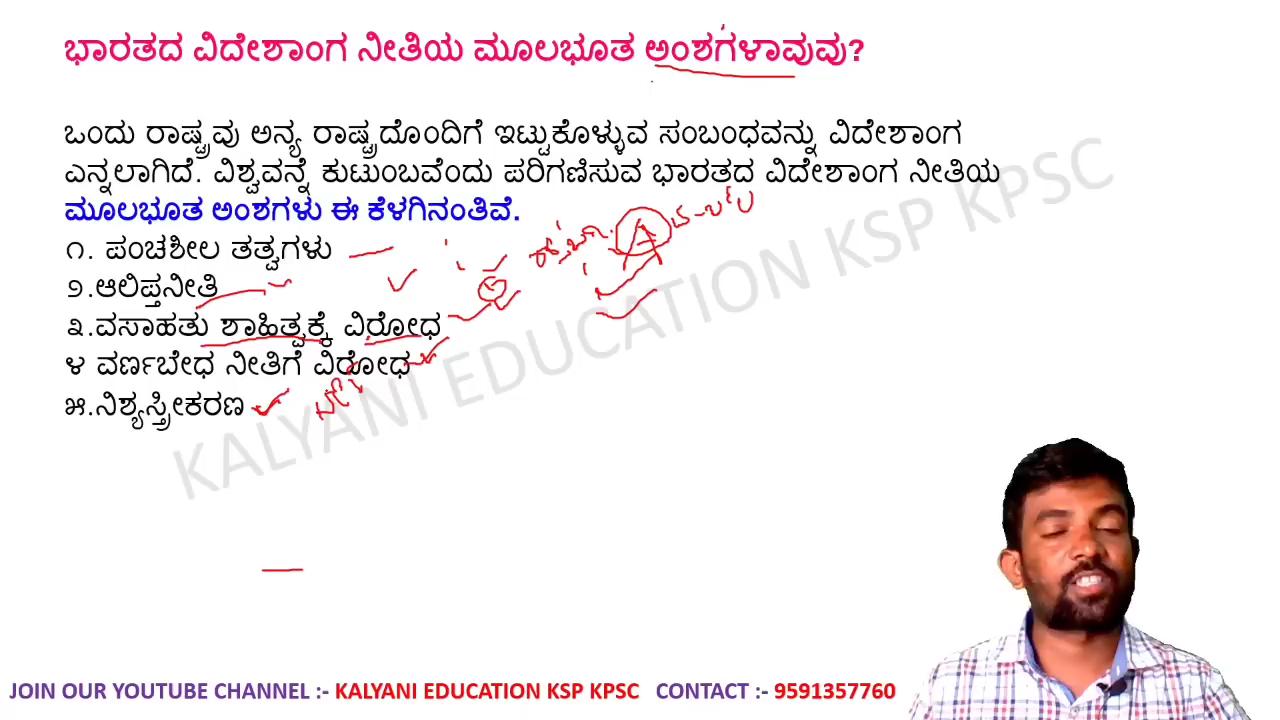 ಭಾರತದ ವಿದೇಶಾಂಗ ನೀತಿಯ ಮೂಲಭೂತ ಅಂಶಗಳಾವುವು?
ಒಂದು ರಾಷ್ಟ್ರವು ಅನ್ಯ ರಾಷ್ಟ್ರದೊಂದಿಗೆ ಇಟ್ಟುಕೊಳ್ಳುವ ಸಂಬಂಧವನ್ನು ವಿದೇಶಾಂಗ
ಎನ್ನಲಾಗಿದೆ. ವಿಶ್ವವನ್ನೆ ಕುಟುಂಬವೆಂದು ಪರಿಗಣಿಸುವ ಭಾರತದ ವಿದೇಶಾಂಗ ನೀತಿಯ
ಮೂಲಭೂತ ಅಂಶಗಳು ಈ ಕೆಳಗಿನಂತಿವೆ.
೧. ಪಂಚಶೀಲ ತತ್ವಗಳು
೨.ಆಲಿಪ್ತನೀತಿ
೩.ವಸಾಹತು ಶಾಹಿತ್ವಕ್ಕೆ ವಿರೋಧ
೪ ವರ್ಣಬೇಧ ನೀತಿಗೆ ವಿರೋಧ
೫.ನಿಶ್ಯಸ್ತ್ರೀಕರಣ
KALYANI EDUCATION KSP KPSC
JOIN OUR YOUTUBE CHANNEL :- KALYANI EDUCATION KSP KPSC CONTACT :- 9591357760